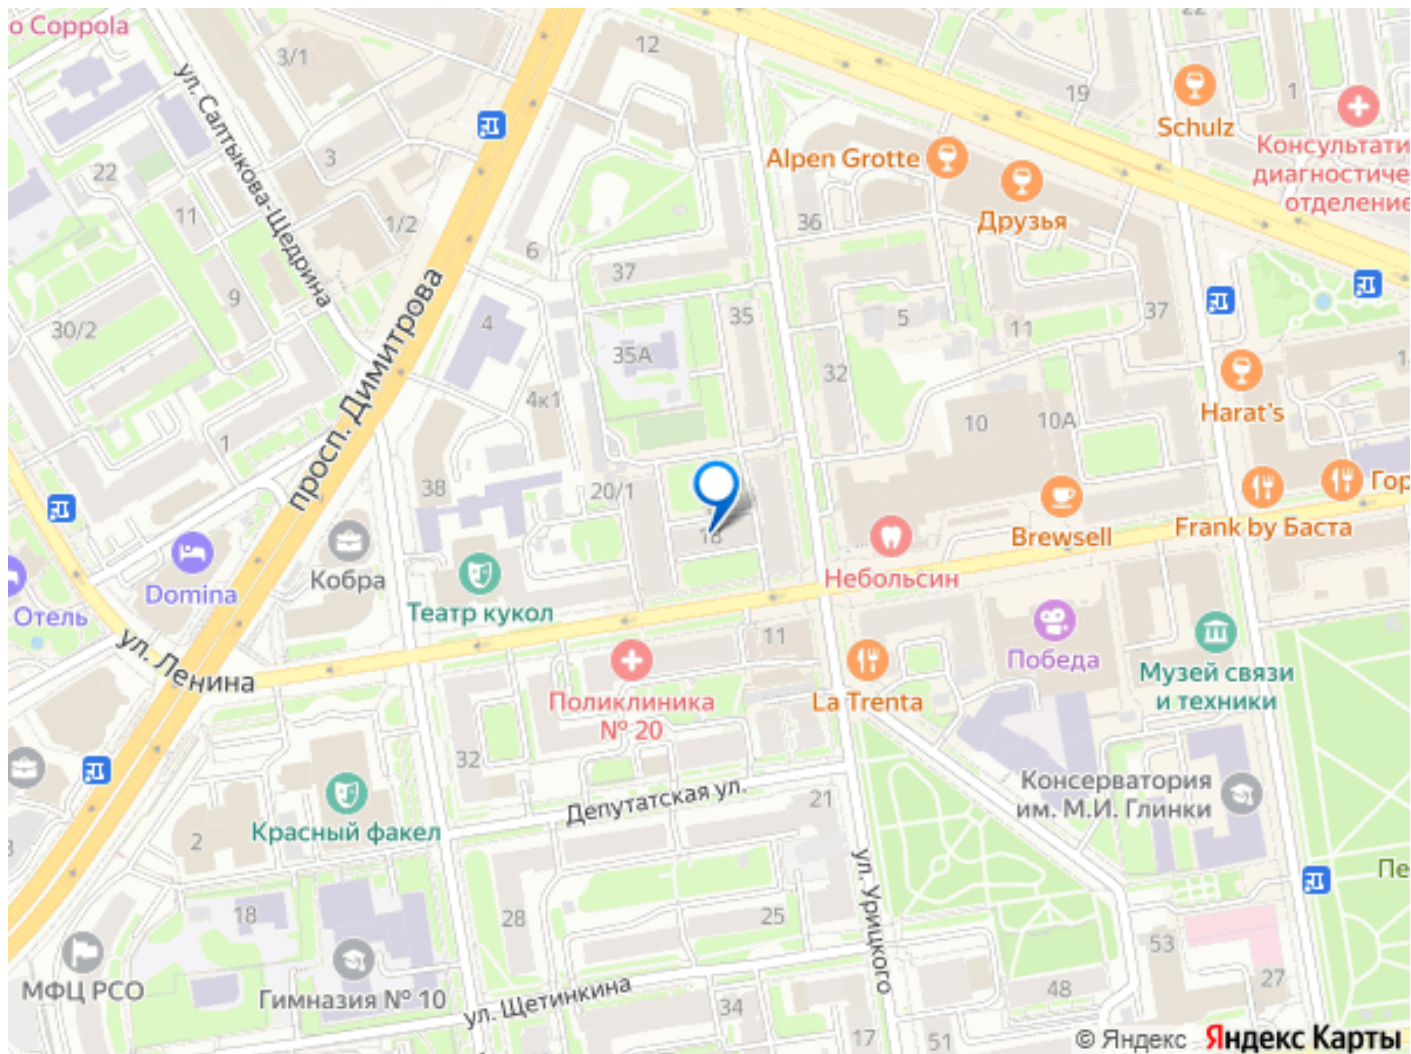 o Coppola
3/1
12
22
ул. Салтыкова-Щедрина
19
1
Schulz
Консультати
диагностиче
отделение
Alpen Grotte
Друзья
3
22
11
1/2
36
6
37
9
30/2
4
35
5
11
37
35А
32
просп. Димитрова
4к1
Harat's
10
10А
1
38
20/1
Гор
Brewsell
Frank by Баста
Кобра
Domina
Небольсин
Отель
Театр кукол
11
ул. Ленина
Победа
Музей связи
и техники
Поликлиника
№ 20
La Trenta
32
Консерватория
им. М.И. Глинки
Депутатская ул.
21
Красный факел
2
ул. Урицкого
Пе
18
28
25
53
МФЦ РСО
Гимназия № 10
ул. Щетинкина
34
48
27
17
51
© Яндекс Яндекс Карты